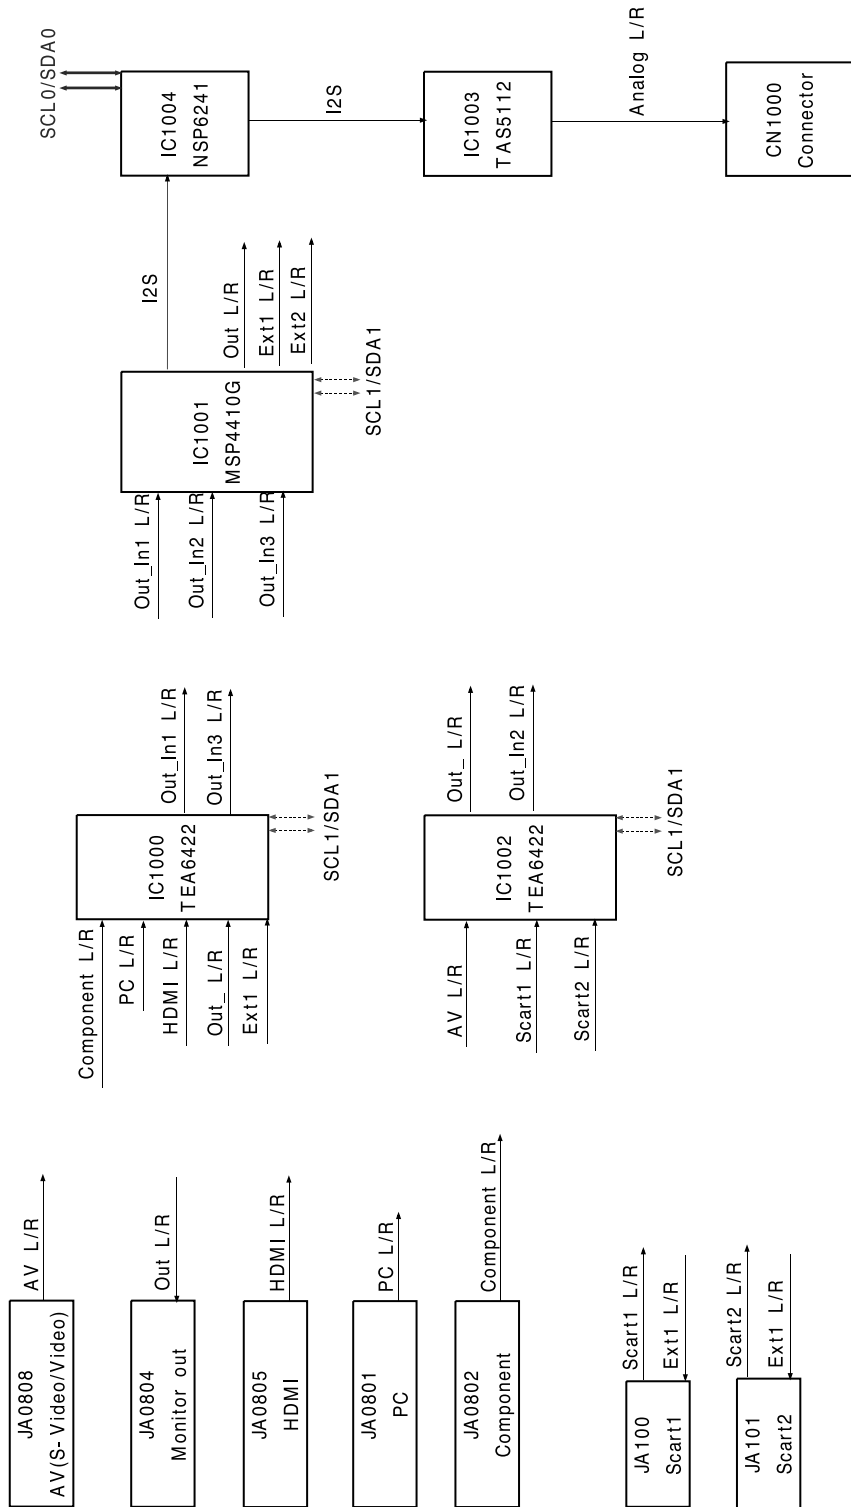 JA0808
AV(S- Video/Video)
AV L/R
JA0804
Monitor out
Out L/R
JA0805
HDMI
HDMI L/R
JA0801
PC
PC L/R
JA0802
Component
Component L/R
JA100
Scart1
Scart1 L/R
Ext1 L/R
JA101
Scart2
Scart2 L/R
Ext1 L/R
Component L/R
PC L/R
HDMI L/R
Out_ L/R
Ext1 L/R
IC1000
TEA6422
Out_In1 L/R
Out_In3 L/R
SCL1/SDA1
AV L/R
Scart1 L/R
Scart2 L/R
IC1002
TEA6422
Out_ L/R
Out_In2 L/R
SCL1/SDA1
Out_In1 L/R
Out_In2 L/R
Out_In3 L/R
IC1001
MSP4410G
I2S
Out L/R
Ext1 L/R
Ext2 L/R
SCL1/SDA1
SCL0/SDA0
IC1004
NSP6241
I2S
IC1003
TAS5112
Analog L/R
CN1000
Connector